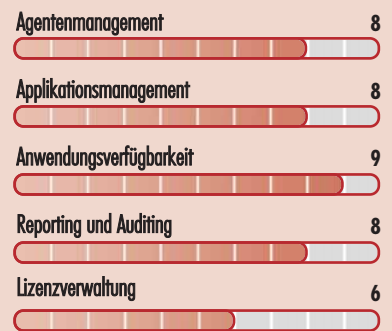 Agentenmanagement 8
Applikationsmanagement 8
Anwendungsverfügbarkeit 9
Reporting und Auditing 8
Lizenzverwaltung 6